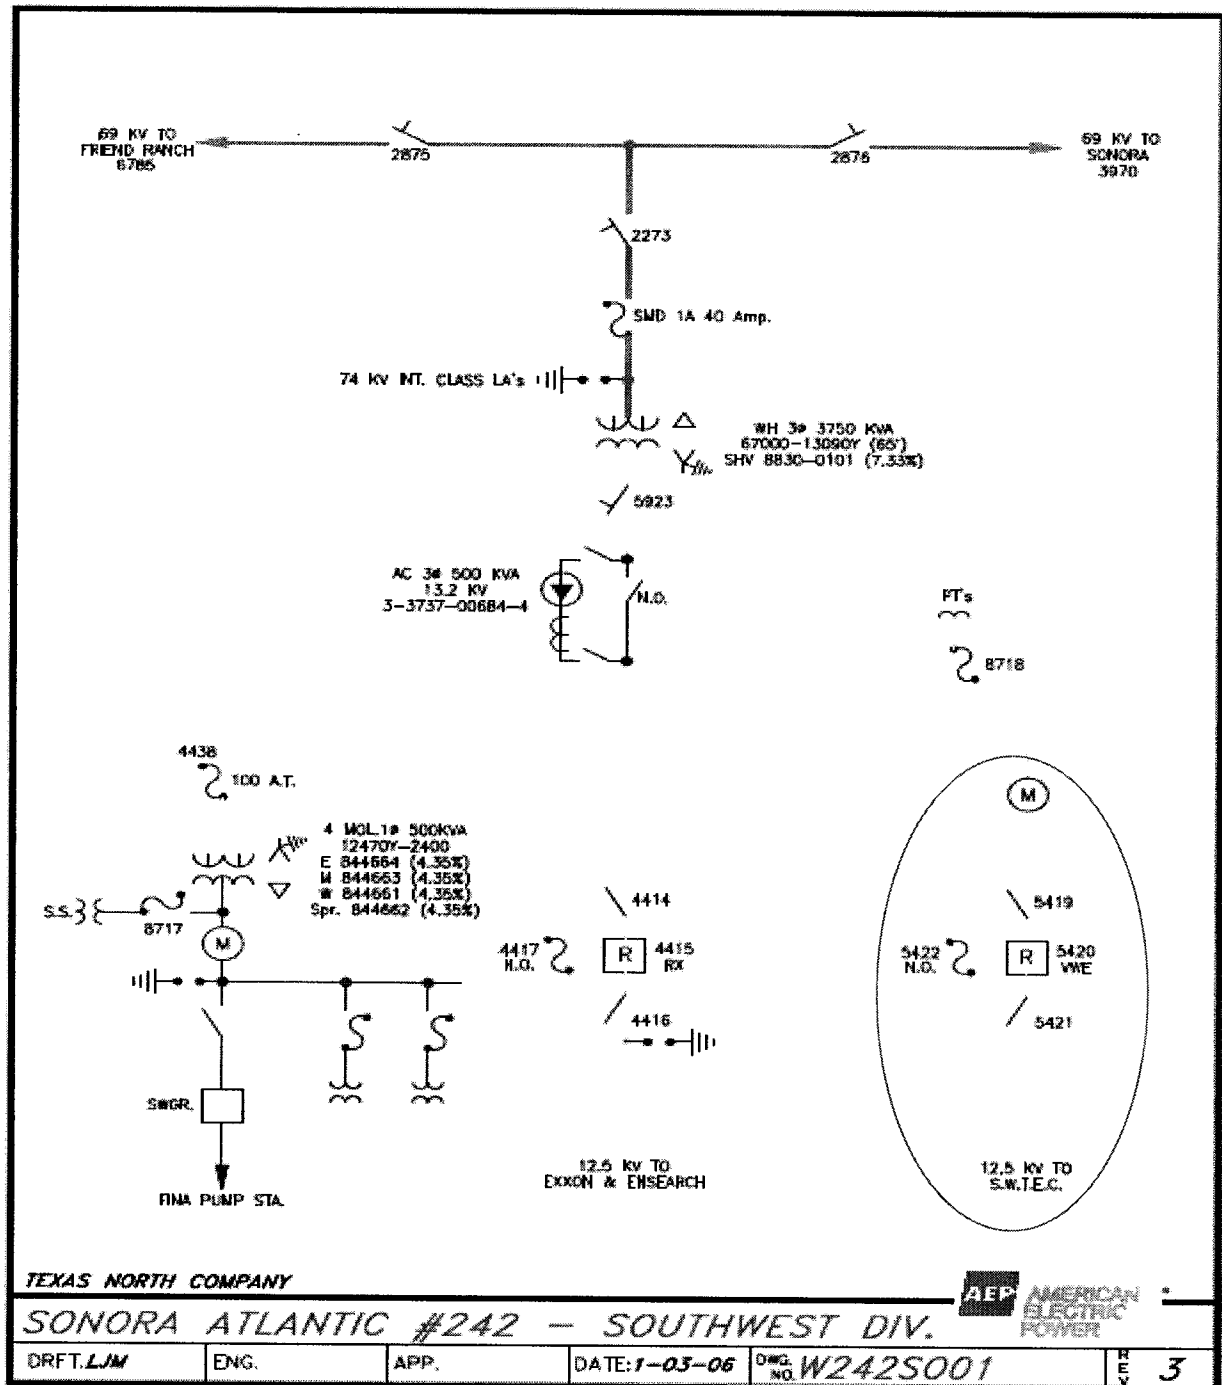 69 KV TO
FRIEND RANCH
6785
2875
2876
69 KV TO
SONORA
3970
2273
SMD 1A 40 Amp.
74 KV INT. CLASS LA's
WH 3ø 3750 KVA
67000-13090Y (65°)
SHV 8830-0101 (7.33%)
5923
AC 3ø 500 KVA
13.2 KV
3-3737-00684-4
N.O.
PT's
8718
4438
100 A.T.
M
4 MOL.1ø 500KVA
12470Y-2400
E 844664 (4.35%)
M 844663 (4.35%)
W 844661 (4.35%)
Spr. 844662 (4.35%)
S.S.
8717
M
4414
5419
4417
N.O.
R
4415
RX
5422
N.O.
R
5420
VWE
4416
5421
SWGR.
12.5 KV TO
EXXON & ENSEARCH
12.5 KV TO
S.W.T.E.C.
FINA PUMP STA.
TEXAS NORTH COMPANY
AEP AMERICAN
ELECTRIC
POWER
SONORA ATLANTIC #242 - SOUTHWEST DIV.
DRFT.LJM ENG. APP. DATE:1-03-06 DWG. NO. W242S001 REV 3